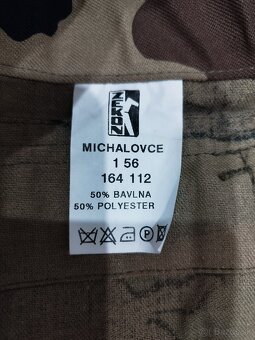 ZEKON
MICHALOVCE
1 56
164 112
50% BAVLNA
50% POLYESTER
P